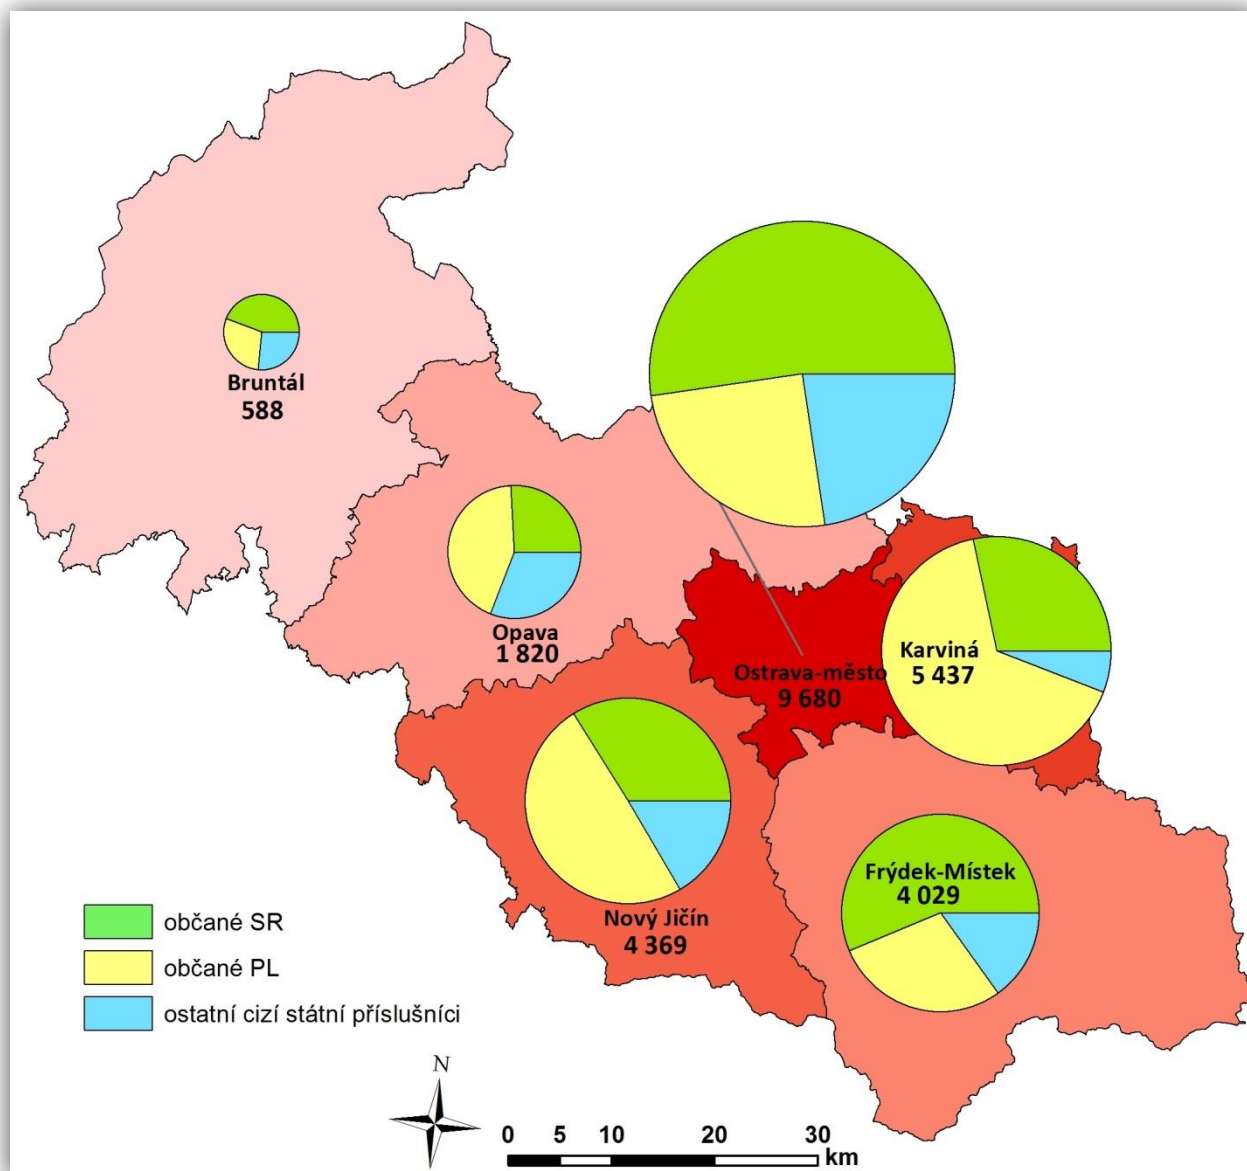 Bruntál
588
Opava
1 820
Ostrava-město
9 680
Karviná
5 437
Nový Jičín
4 369
Frýdek-Místek
4 029
občané SR
občané PL
ostatní cizí státní příslušníci
N
0 5 10 20 30
km